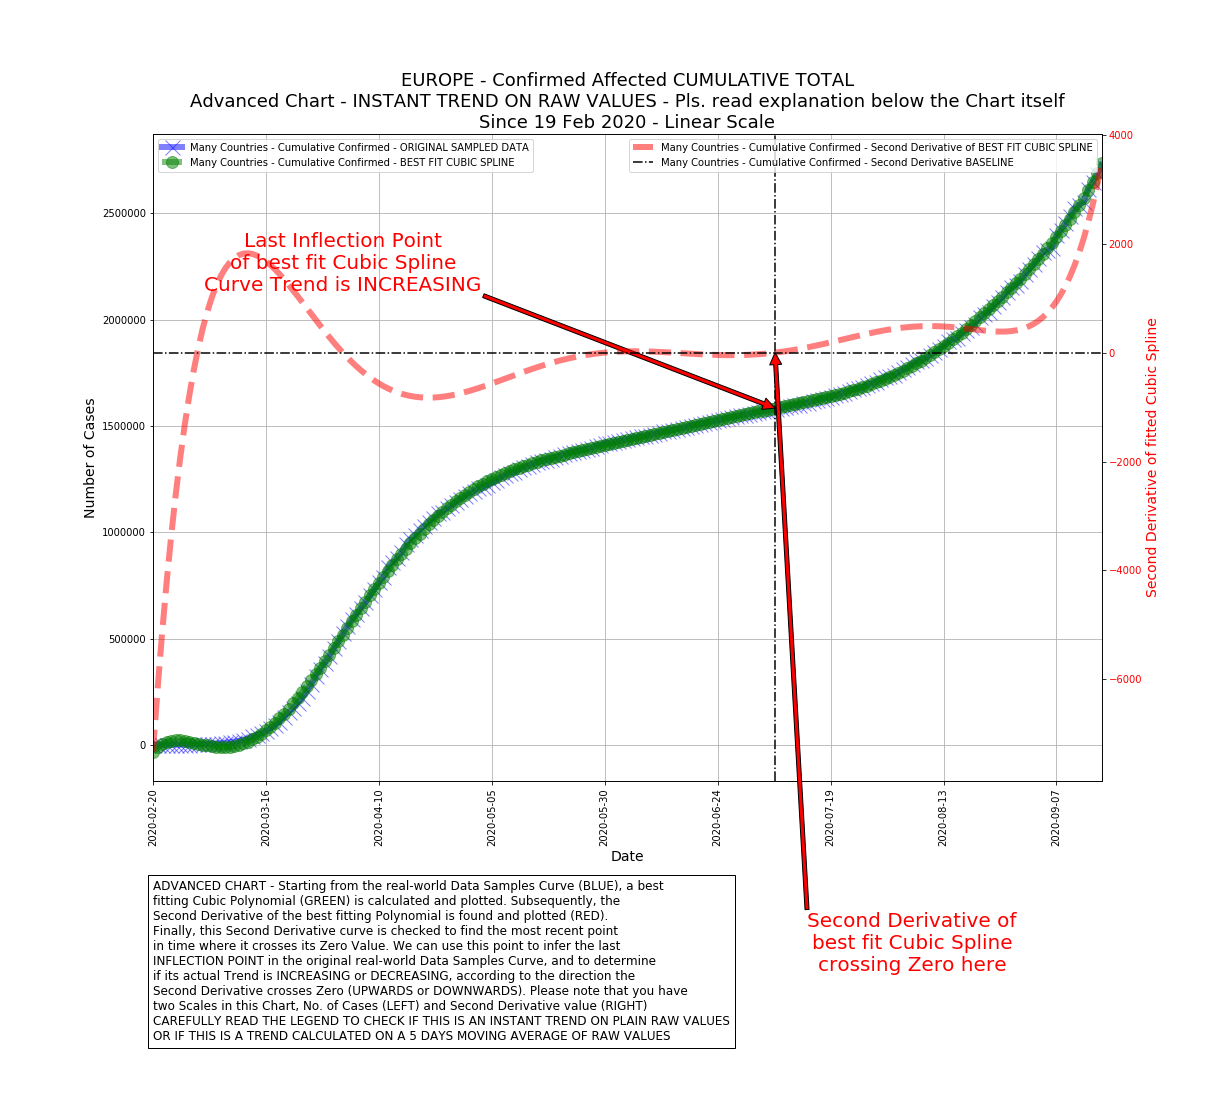 EUROPE - Confirmed Affected CUMULATIVE TOTAL
Advanced Chart - INSTANT TREND ON RAW VALUES - Pls. read explanation below the Chart itself
Since 19 Feb 2020 - Linear Scale
Many Countries - Cumulative Confirmed - ORIGINAL SAMPLED DATA
Many Countries - Cumulative Confirmed - BEST FIT CUBIC SPLINE
Many Countries - Cumulative Confirmed - Second Derivative of BEST FIT CUBIC SPLINE
Many Countries - Cumulative Confirmed - Second Derivative BASELINE
Last Inflection Point
of best fit Cubic Spline
Curve Trend is INCREASING
Number of Cases
2500000
2000000
1500000
1000000
500000
0
4000
2000
0
−2000
−4000
−6000
Second Derivative of fitted Cubic Spline
2020-02-20
2020-03-16
2020-04-10
2020-05-05
2020-05-30
2020-06-24
2020-07-19
2020-08-13
2020-09-07
Date
ADVANCED CHART - Starting from the real-world Data Samples Curve (BLUE), a best
fitting Cubic Polynomial (GREEN) is calculated and plotted. Subsequently, the
Second Derivative of the best fitting Polynomial is found and plotted (RED).
Finally, this Second Derivative curve is checked to find the most recent point
in time where it crosses its Zero Value. We can use this point to infer the last
INFLECTION POINT in the original real-world Data Samples Curve, and to determine
if its actual Trend is INCREASING or DECREASING, according to the direction the
Second Derivative crosses Zero (UPWARDS or DOWNWARDS). Please note that you have
two Scales in this Chart, No. of Cases (LEFT) and Second Derivative value (RIGHT)
CAREFULLY READ THE LEGEND TO CHECK IF THIS IS AN INSTANT TREND ON PLAIN RAW VALUES
OR IF THIS IS A TREND CALCULATED ON A 5 DAYS MOVING AVERAGE OF RAW VALUES
Second Derivative of
best fit Cubic Spline
crossing Zero here